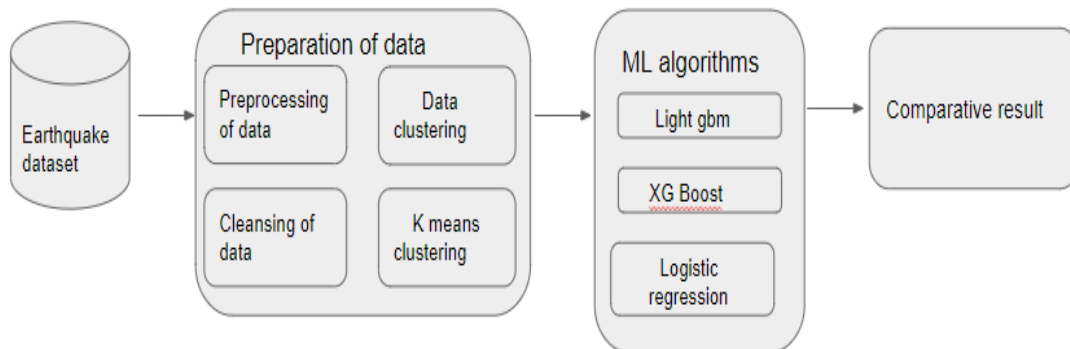 Earthquake
dataset
Preparation of data
Preprocessing
of data
Data
clustering
Cleansing of
data
K means
clustering
ML algorithms
Light gbm
XG Boost
Logistic
regression
Comparative result